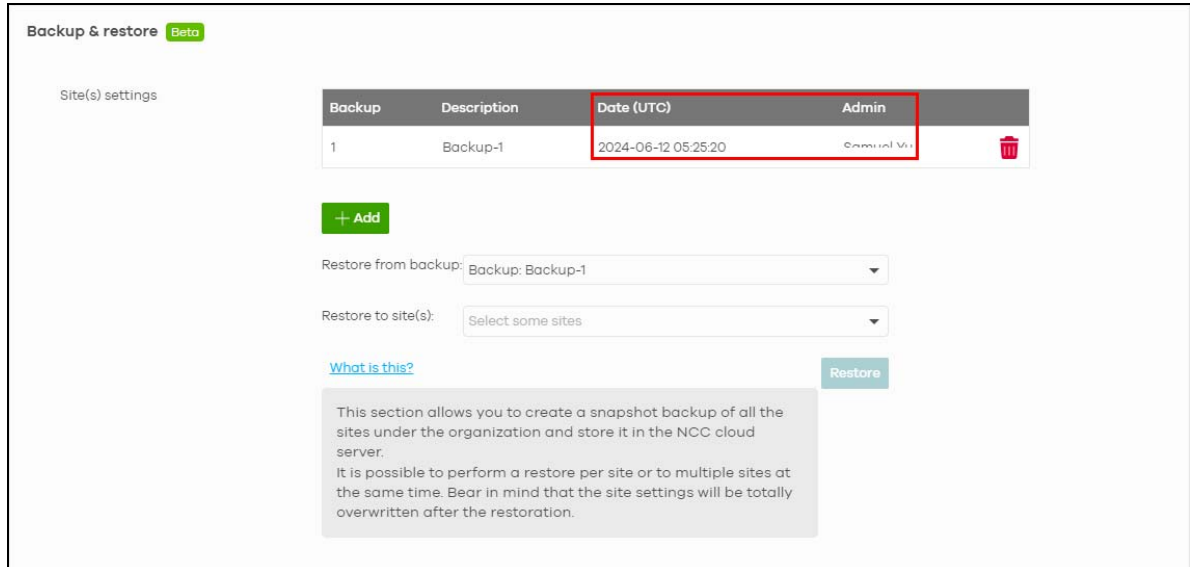 Backup & restore Beta
Site(s) settings
Backup Description Date (UTC) Admin
1 Backup-1 2024-06-12 05:25:20
+ Add
Restore from backup: Backup: Backup-1
Restore to site(s): Select some sites
What is this? Restore
This section allows you to create a snapshot backup of all the
sites under the organization and store it in the NCC cloud
server.
It is possible to perform a restore per site or to multiple sites at
the same time. Bear in mind that the site settings will be totally
overwritten after the restoration.